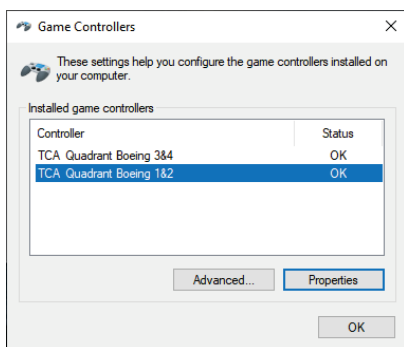 Game Controllers
These settings help you configure the game controllers installed on
your computer.
Installed game controllers
Controller Status
TCA Quadrant Boeing 3&4 OK
TCA Quadrant Boeing 1&2 OK
Advanced... Properties
OK